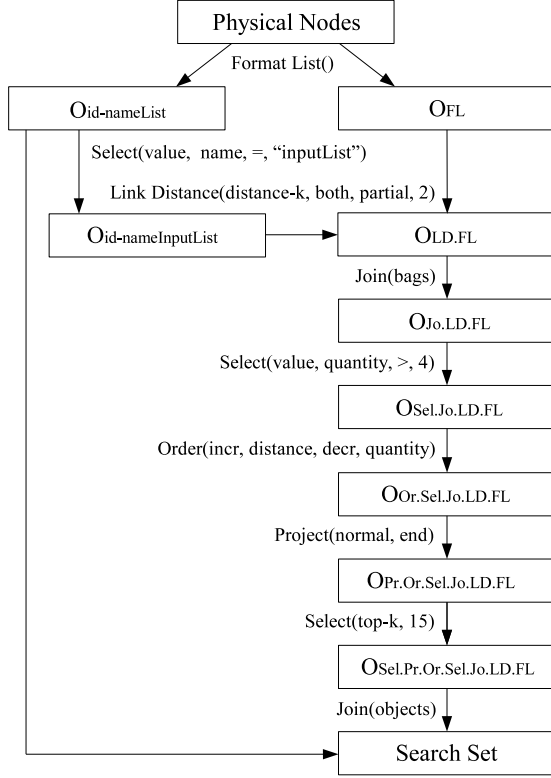 Physical Nodes
Format List()
Oid-nameList
OFL
Select(value, name, =, “inputList”)
Link Distance(distance-k, both, partial, 2)
Oid-nameInputList
OLD.FL
Join(bags)
OJo.LD.FL
Select(value, quantity, >, 4)
OSel.Jo.LD.FL
Order(incr, distance, decr, quantity)
OOr.Sel.Jo.LD.FL
Project(normal, end)
OPr.Or.Sel.Jo.LD.FL
Select(top-k, 15)
OSel.Pr.Or.Sel.Jo.LD.FL
Join(objects)
Search Set